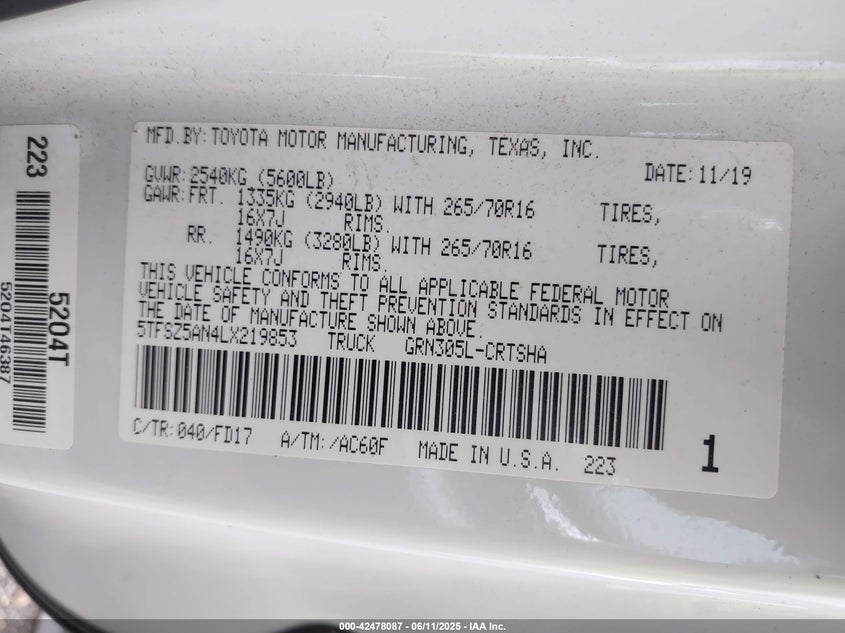 223
5204T
5204T46387
MFD.BY:TOYOTA MOTOR MANUFACTURING, TEXAS, INC.
GVWR:2540KG (5600LB) DATE:11/19
GAWR:FRT. 1335KG (2940LB) WITH 265/70R16 TIRES,
16X7J RIMS.
RR. 1490KG (3280LB) WITH 265/70R16 TIRES,
16X7J RIMS.
THIS VEHICLE CONFORMS TO ALL APPLICABLE FEDERAL MOTOR
VEHICLE SAFETY AND THEFT PREVENTION STANDARDS IN EFFECT ON
THE DATE OF MANUFACTURE SHOWN ABOVE.
5TFSZ5AN4LX219853 TRUCK GRN305L-CRTSHA
C/TR:040/FD17 A/TM:/AC60F MADE IN U.S.A. 223 1
000-42478087 - 06/11/2025 - IAA Inc.